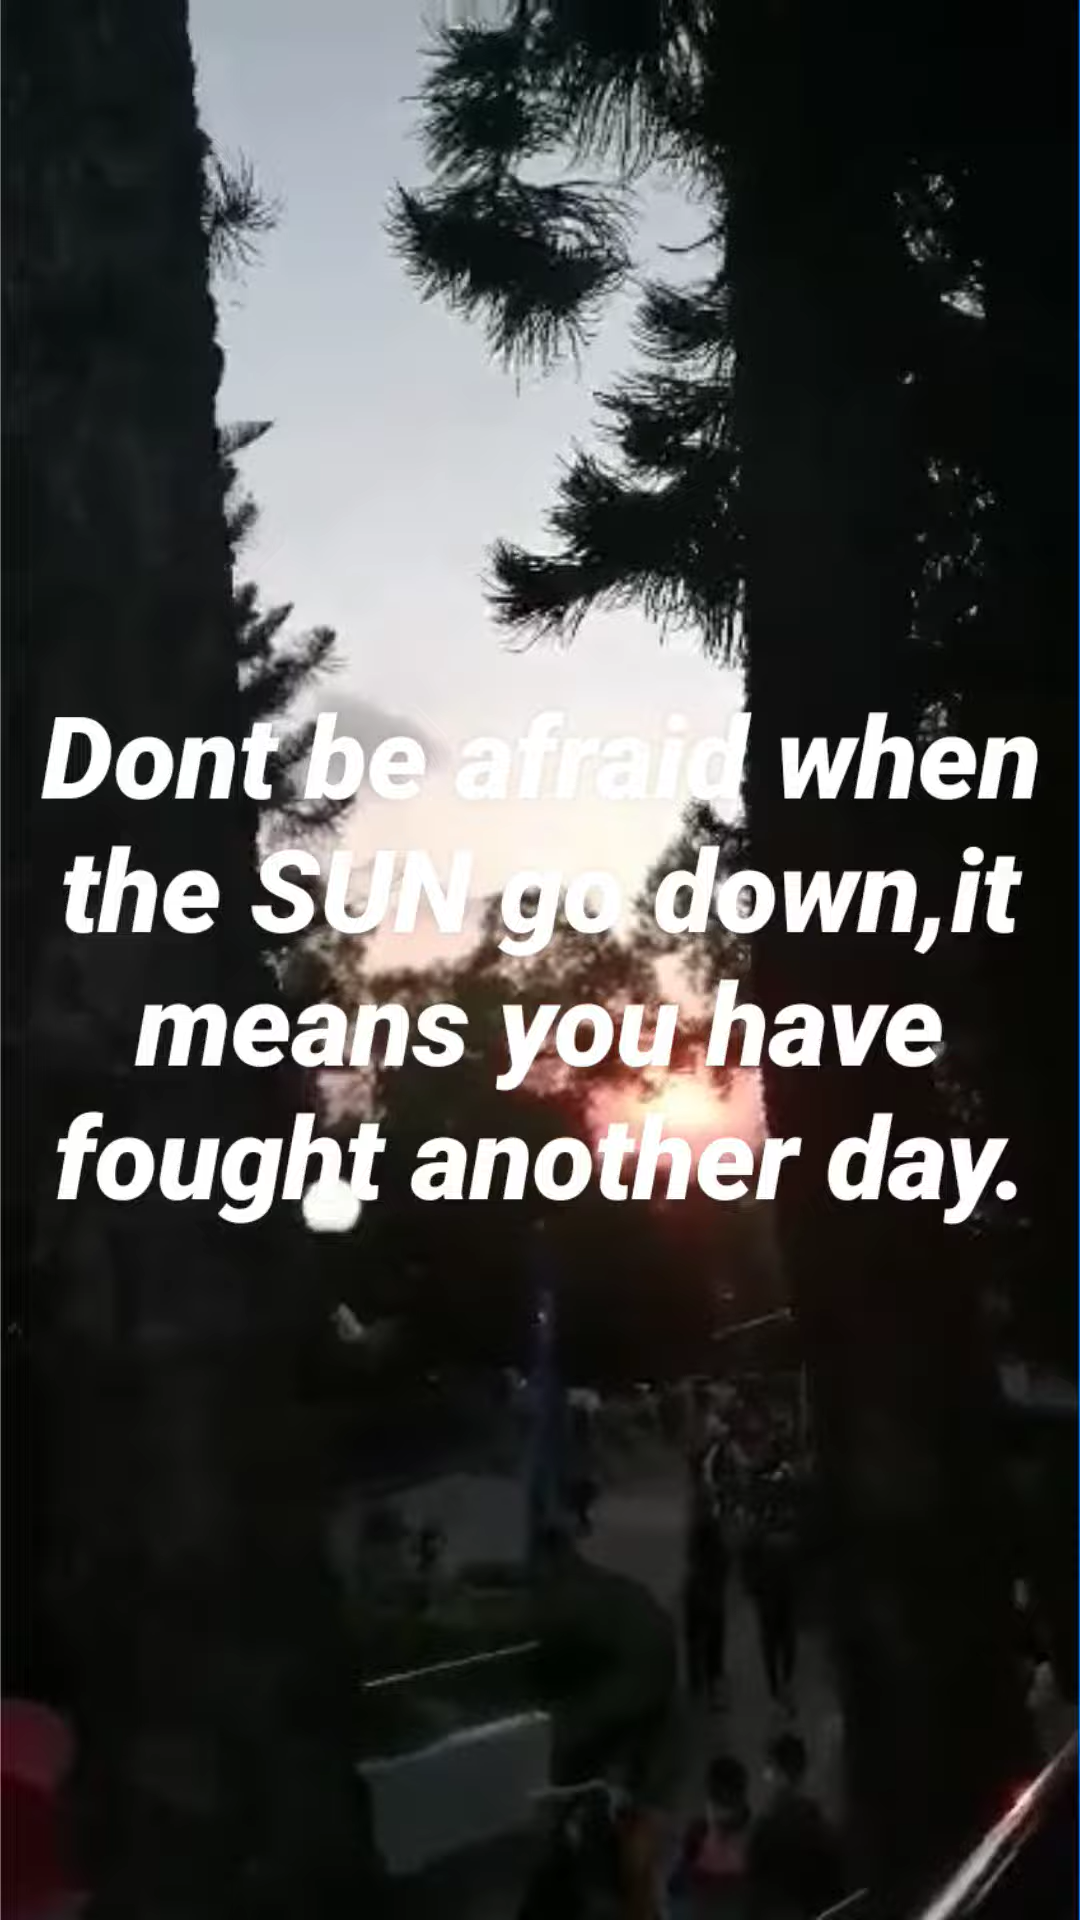 Dont be afraid when
the SUN go down,it
means you have
fought another day.